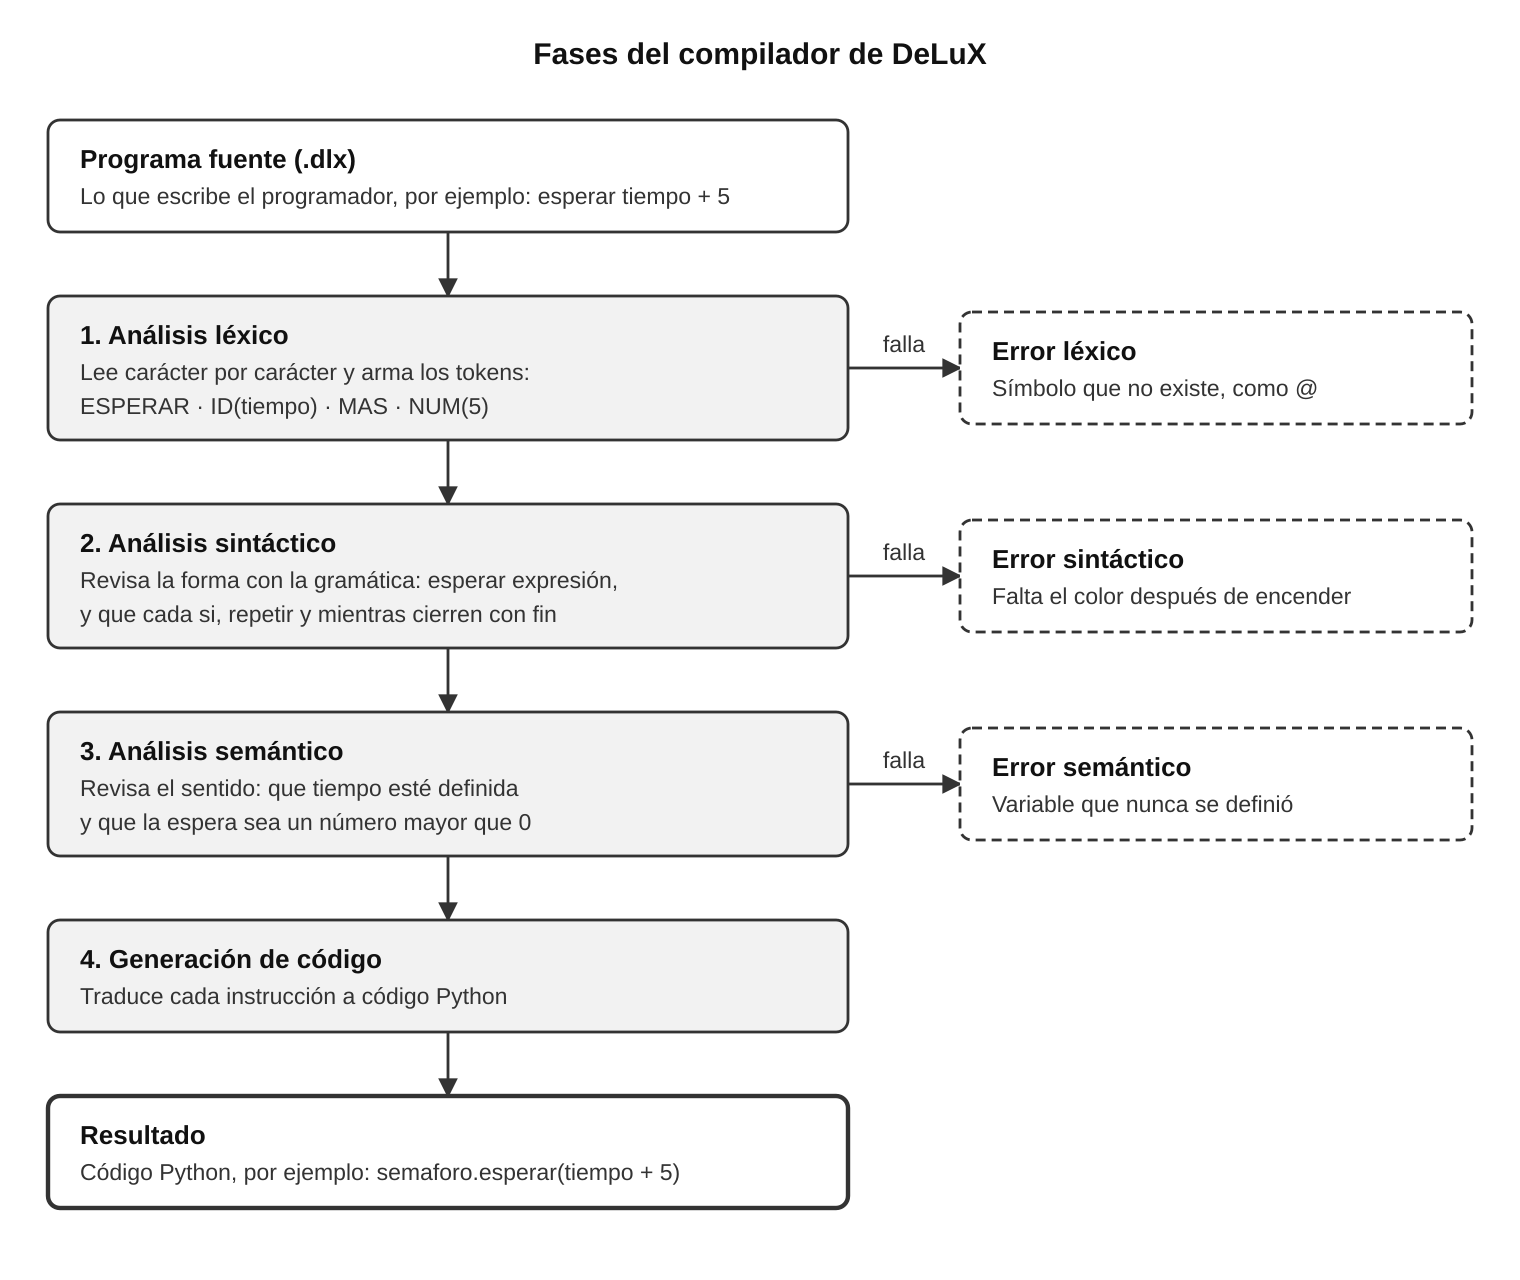 Fases del compilador de DeLuX
Programa fuente (.dlx)
Lo que escribe el programador, por ejemplo: esperar tiempo + 5
1. Análisis léxico
Lee carácter por carácter y arma los tokens:
ESPERAR · ID(tiempo) · MAS · NUM(5)
falla
Error léxico
Símbolo que no existe, como @
2. Análisis sintáctico
Revisa la forma con la gramática: esperar expresión,
y que cada si, repetir y mientras cierren con fin
falla
Error sintáctico
Falta el color después de encender
3. Análisis semántico
Revisa el sentido: que tiempo esté definida
y que la espera sea un número mayor que 0
falla
Error semántico
Variable que nunca se definió
4. Generación de código
Traduce cada instrucción a código Python
Resultado
Código Python, por ejemplo: semaforo.esperar(tiempo + 5)